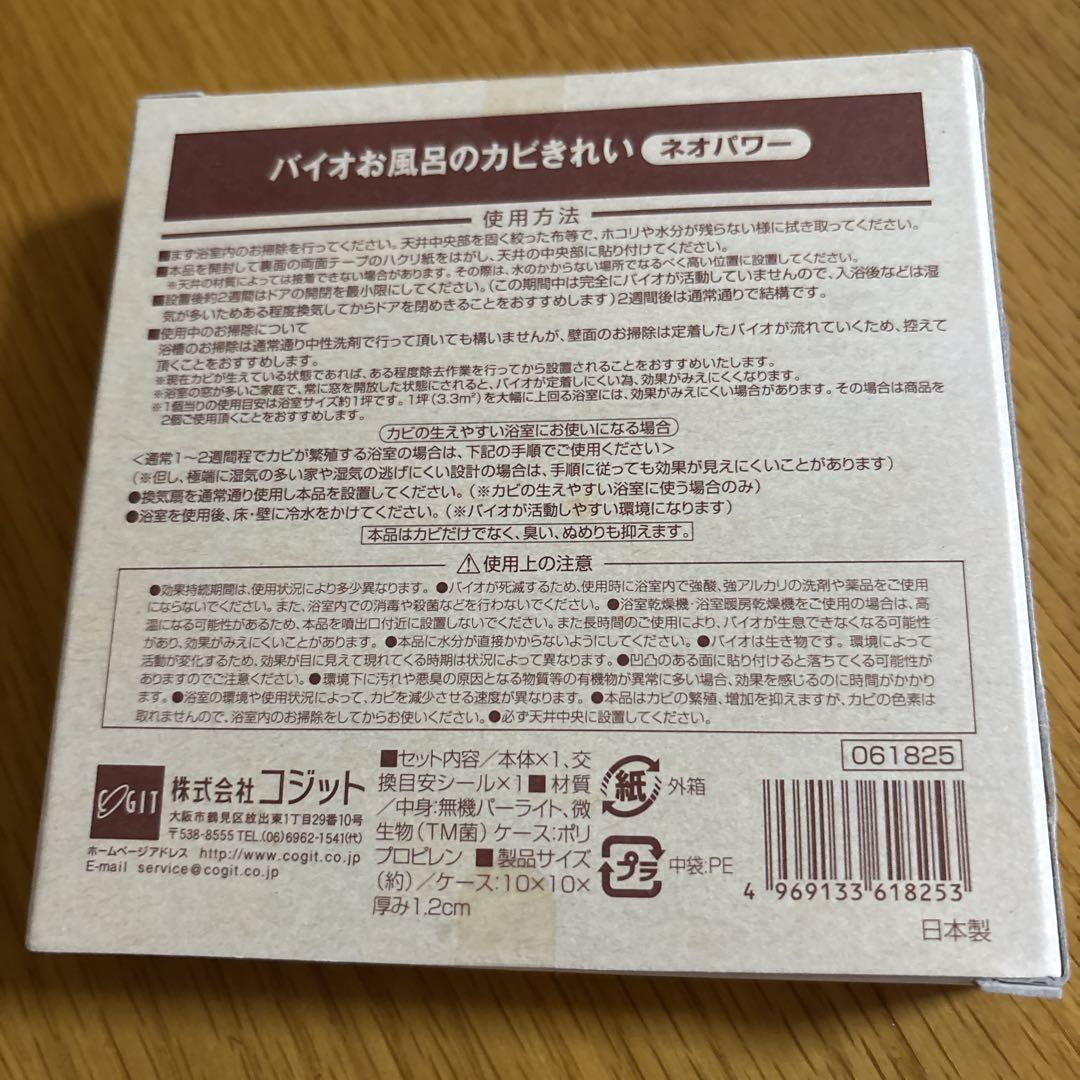 バイオお風呂のカビきれい ネオパワー
使用方法
■まず浴室内のお掃除を行ってください。天井中央部を固く絞った布等で、ホコリや水分が残らない様に拭き取ってください。
■本品を開封して裏面の両面テープのハクリ紙をはがし、天井の中央部に貼り付けてください。
※天井の材質によっては接着できない場合があります。その際は、水のかからない場所でなるべく高い位置に設置してください。
■設置後約2週間はドアの開閉を最小限にしてください。(この期間中は完全にバイオが活動していませんので、入浴後などは湿
気が多いためある程度換気してからドアを閉めきることをおすすめします)2週間後は通常通りで結構です。
■使用中のお掃除について
浴槽のお掃除は通常通り中性洗剤で行って頂いても構いませんが、壁面のお掃除は定着したバイオが流れていくため、控えて
頂くことをおすすめします。
※現在カビが生えている状態であれば、ある程度除去作業を行ってから設置されることをおすすめいたします。
※浴室の窓が多いご家庭で、常に窓を開放した状態にされると、バイオが定着しにくい為、効果がみえにくくなります。
※1個当りの使用目安は浴室サイズ約1坪です。1坪(3.3m²)を大幅に上回る浴室には、効果がみえにくい場合があります。その場合は商品を
2個ご使用頂くことをおすすめします。
カビの生えやすい浴室にお使いになる場合
<通常1〜2週間程でカビが繁殖する浴室の場合は、下記の手順でご使用ください>
(※但し、極端に湿気の多い家や湿気の逃げにくい設計の場合は、手順に従っても効果が見えにくいことがあります)
●換気扇を通常通り使用し本品を設置してください。(※カビの生えやすい浴室に使う場合のみ)
●浴室を使用後、床・壁に冷水をかけてください。(※バイオが活動しやすい環境になります)
本品はカビだけでなく、臭い、ぬめりも抑えます。
⚠使用上の注意
●効果持続期間は、使用状況により多少異なります。●バイオが死滅するため、使用時に浴室内で強酸、強アルカリの洗剤や薬品をご使用
にならないでください。また、浴室内での消毒や殺菌などを行わないでください。●浴室乾燥機・浴室暖房乾燥機をご使用の場合は、高
温になる可能性があるため、本品を噴出口付近に設置しないでください。また長時間のご使用により、バイオが生息できなくなる可能性
があり、効果がみえにくいことがあります。●本品に水分が直接かからないようにしてください。●バイオは生き物です。環境によって
活動が変化するため、効果が目に見えて現れてくる時期は状況によって異なります。●凹凸のある面に貼り付けると落ちてくる可能性が
ありますのでご注意ください。●環境下に汚れや悪臭の原因となる物質等の有機物が異常に多い場合、効果を感じるのに時間がかかりま
す。●浴室の環境や使用状況によって、カビを減少させる速度が異なります。●本品はカビの繁殖、増加を抑えますが、カビの色素は
取れませんので、浴室内のお掃除をしてからお使いください。●必ず天井中央に設置してください。
COGIT
株式会社コジット
大阪市鶴見区放出東1丁目29番10号
〒538-8555 TEL.(06)6962-1541(代)
ホームページアドレス http://www.cogit.co.jp
E-mail service@cogit.co.jp
■セット内容/本体×1、交
換目安シール×1■材質
/中身:無機パーライト、微
生物(TM菌)ケース:ポリ
プロピレン ■製品サイズ
(約)/ケース:10×10×
厚み1.2cm
紙 外箱
プラ 中袋:PE
061825
4 969133 618253
日本製